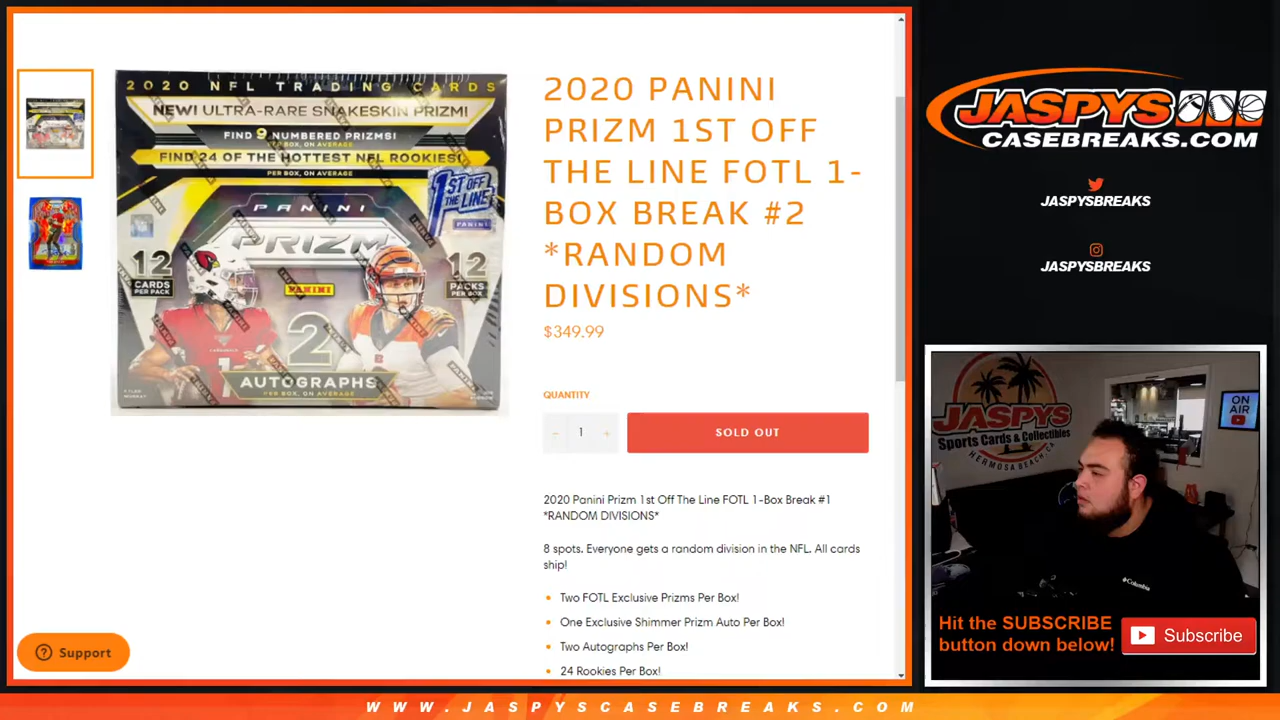 2020 NFL TRADING CARDS
NEW! ULTRA-RARE SNAKESKIN PRIZM!
FIND 9 NUMBERED PRIZMS!
PER BOX, ON AVERAGE
FIND 24 OF THE HOTTEST NFL ROOKIES!
PER BOX, ON AVERAGE
1ST OFF
THE LINE
PANINI
PANINI
PRIZM
12
CARDS
PER PACK
12
PACKS
PER BOX
PANINI
2
AUTOGRAPHS
PER BOX, ON AVERAGE
2020 PANINI
PRIZM 1ST OFF
THE LINE FOTL 1-
BOX BREAK #2
*RANDOM
DIVISIONS*
$349.99
QUANTITY
− 1 +
SOLD OUT
2020 Panini Prizm 1st Off The Line FOTL 1-Box Break #1
*RANDOM DIVISIONS*
8 spots. Everyone gets a random division in the NFL. All cards
ship!
Two FOTL Exclusive Prizms Per Box!
One Exclusive Shimmer Prizm Auto Per Box!
Two Autographs Per Box!
24 Rookies Per Box!
Support
JASPYS
CASEBREAKS.COM
JASPYSBREAKS
JASPYSBREAKS
JASPYS
Sports Cards & Collectibles
HERMOSA BEACH, CA
ON
AIR
Columbia
Hit the SUBSCRIBE
button down below!
Subscribe
WWW.JASPYSCASEBREAKS.COM